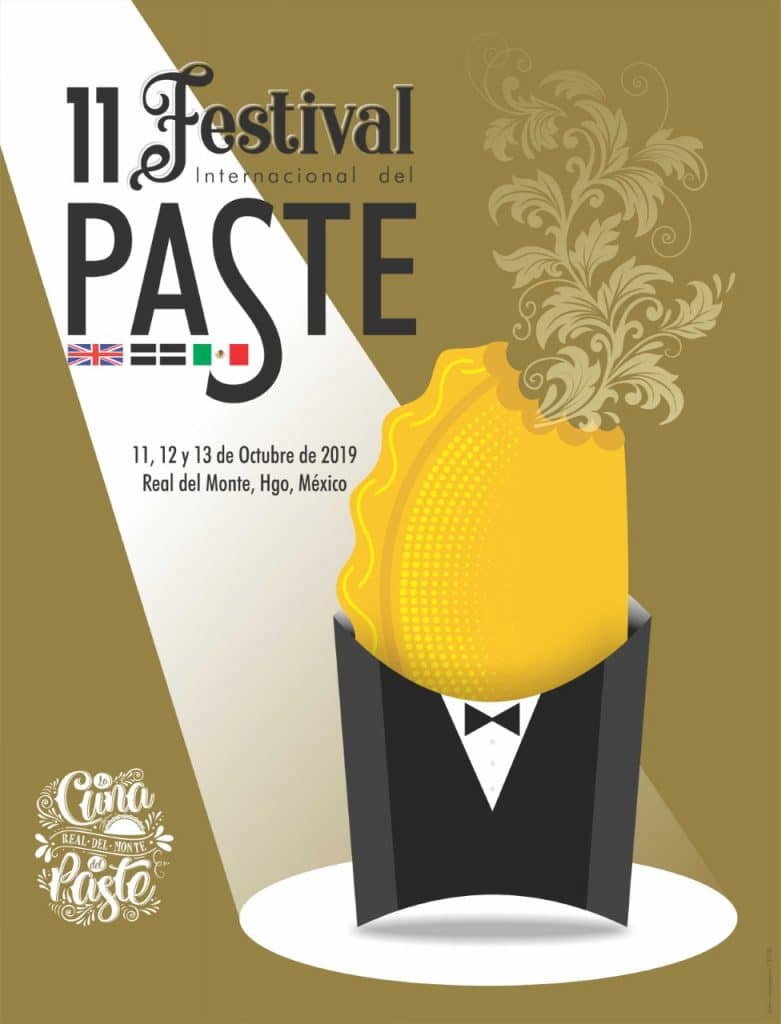 11 Festival
Internacional del
PASTE
11, 12 y 13 de Octubre de 2019
Real del Monte, Hgo, México
La
Cuna
REAL · DEL · MONTE
del
Paste